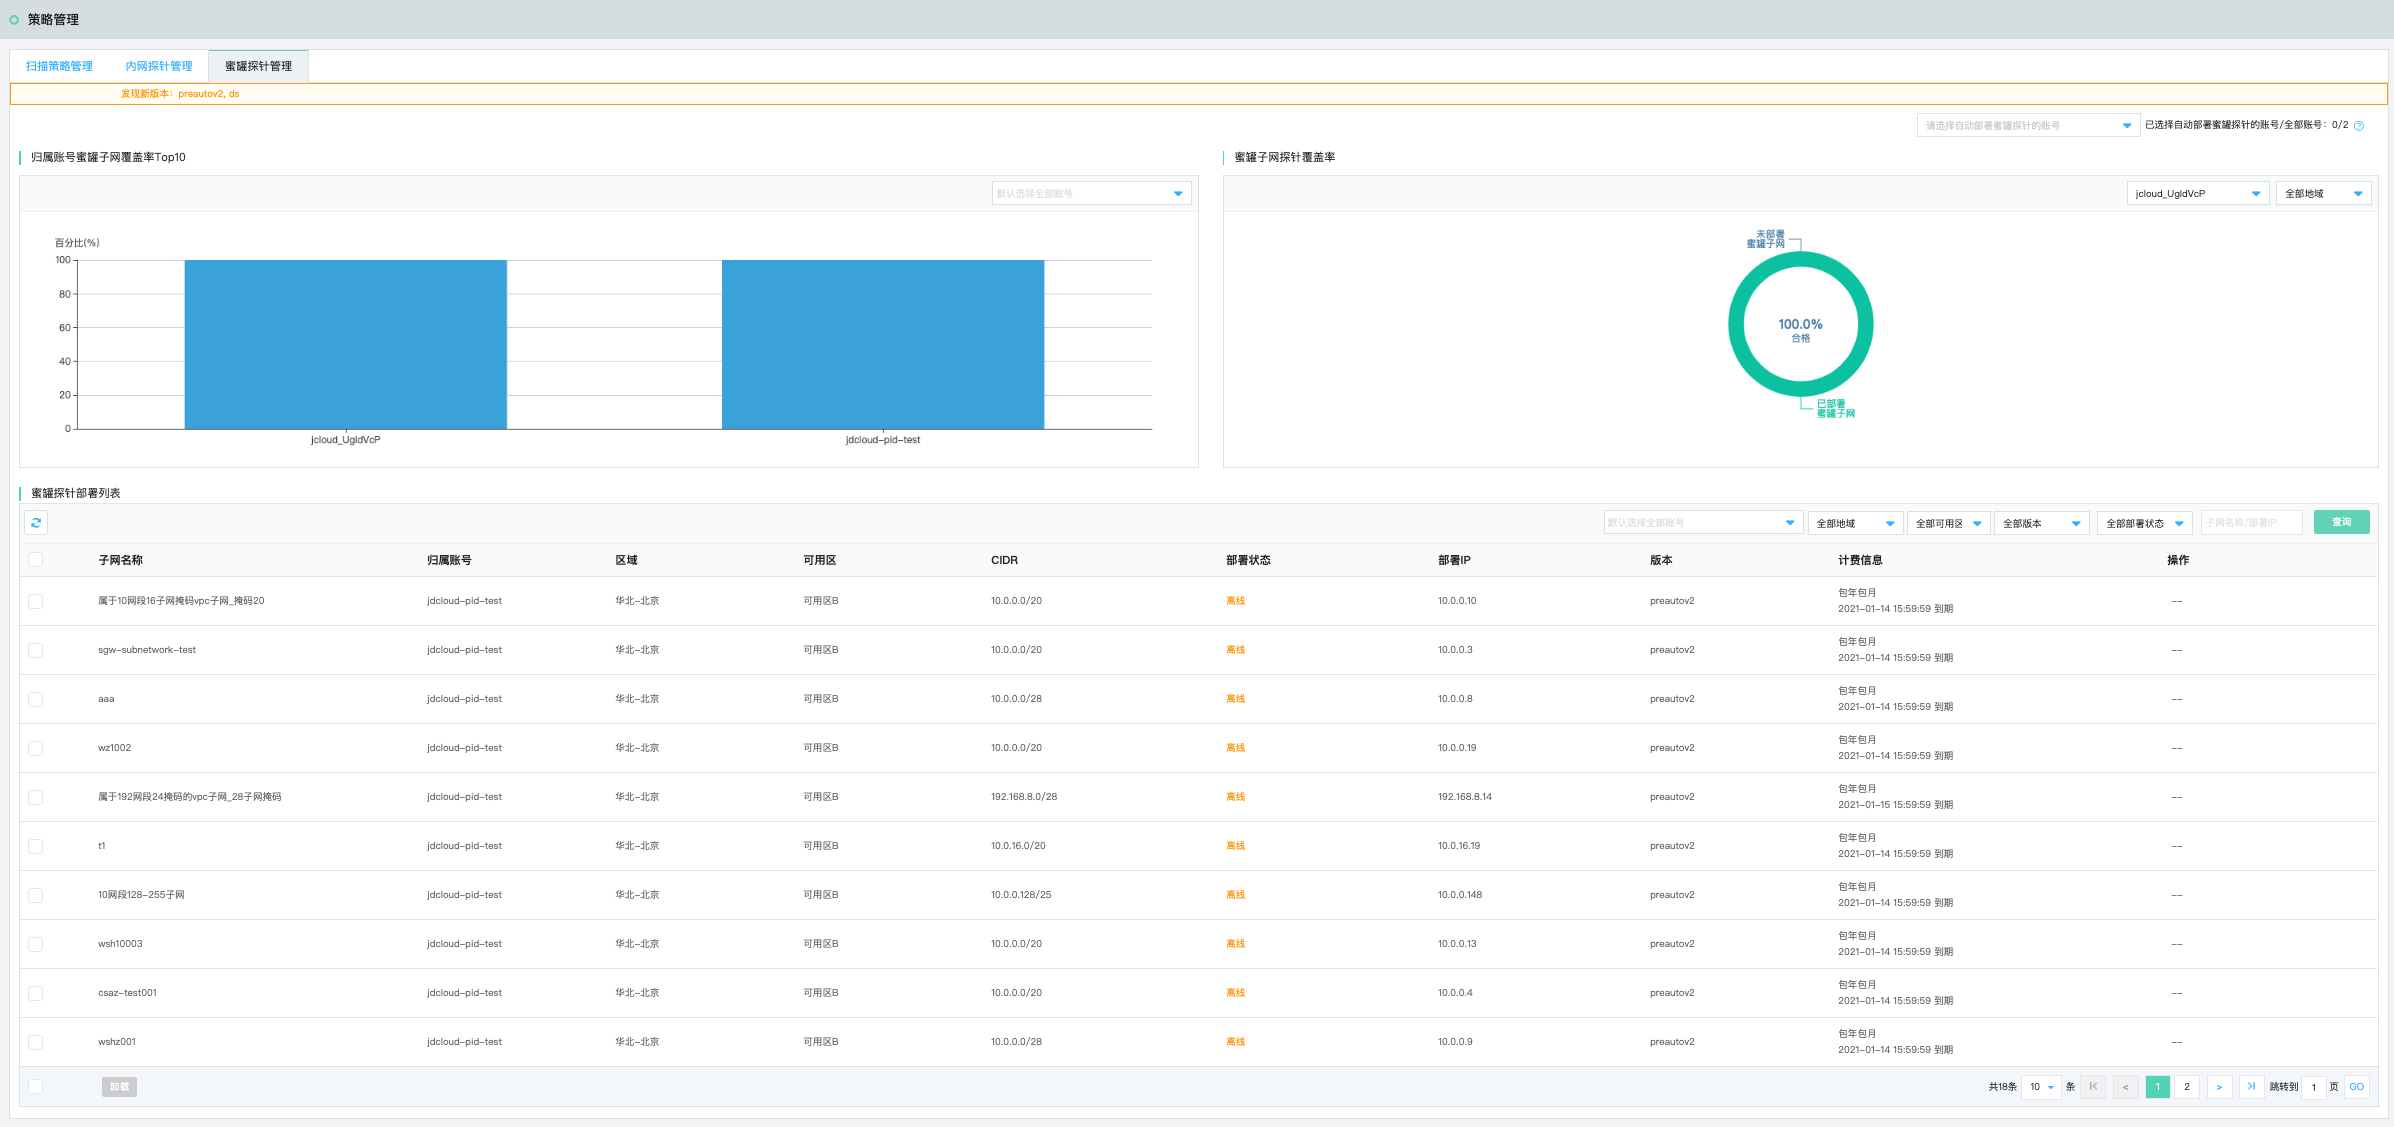 策略管理
扫描策略管理 内网探针管理 蜜罐探针管理
发现新版本：preautov2, ds
请选择自动部署蜜罐探针的账号 已选择自动部署蜜罐探针的账号/全部账号：0/2 ?
归属账号蜜罐子网覆盖率Top10
默认选择全部账号
百分比(%)
100
80
60
40
20
0
jcloud_UgldVcP jdcloud-pid-test
蜜罐子网探针覆盖率
jcloud_UgldVcP 全部地域
未部署
蜜罐子网
100.0%
合格
已部署
蜜罐子网
蜜罐探针部署列表
默认选择全部账号 全部地域 全部可用区 全部版本 全部部署状态 子网名称/部署IP 查询
子网名称 归属账号 区域 可用区 CIDR 部署状态 部署IP 版本 计费信息 操作
属于10网段16子网掩码vpc子网_掩码20 jdcloud-pid-test 华北-北京 可用区B 10.0.0.0/20 离线 10.0.0.10 preautov2 包年包月
2021-01-14 15:59:59 到期 --
sgw-subnetwork-test jdcloud-pid-test 华北-北京 可用区B 10.0.0.0/20 离线 10.0.0.3 preautov2 包年包月
2021-01-14 15:59:59 到期 --
aaa jdcloud-pid-test 华北-北京 可用区B 10.0.0.0/28 离线 10.0.0.8 preautov2 包年包月
2021-01-14 15:59:59 到期 --
wz1002 jdcloud-pid-test 华北-北京 可用区B 10.0.0.0/20 离线 10.0.0.19 preautov2 包年包月
2021-01-14 15:59:59 到期 --
属于192网段24掩码的vpc子网_28子网掩码 jdcloud-pid-test 华北-北京 可用区B 192.168.8.0/28 离线 192.168.8.14 preautov2 包年包月
2021-01-15 15:59:59 到期 --
t1 jdcloud-pid-test 华北-北京 可用区B 10.0.16.0/20 离线 10.0.16.19 preautov2 包年包月
2021-01-14 15:59:59 到期 --
10网段128-255子网 jdcloud-pid-test 华北-北京 可用区B 10.0.0.128/25 离线 10.0.0.148 preautov2 包年包月
2021-01-14 15:59:59 到期 --
wsh10003 jdcloud-pid-test 华北-北京 可用区B 10.0.0.0/20 离线 10.0.0.13 preautov2 包年包月
2021-01-14 15:59:59 到期 --
csaz-test001 jdcloud-pid-test 华北-北京 可用区B 10.0.0.0/20 离线 10.0.0.4 preautov2 包年包月
2021-01-14 15:59:59 到期 --
wshz001 jdcloud-pid-test 华北-北京 可用区B 10.0.0.0/28 离线 10.0.0.9 preautov2 包年包月
2021-01-14 15:59:59 到期 --
卸载 共18条 10 条 < 1 2 > 跳转到 1 页 GO